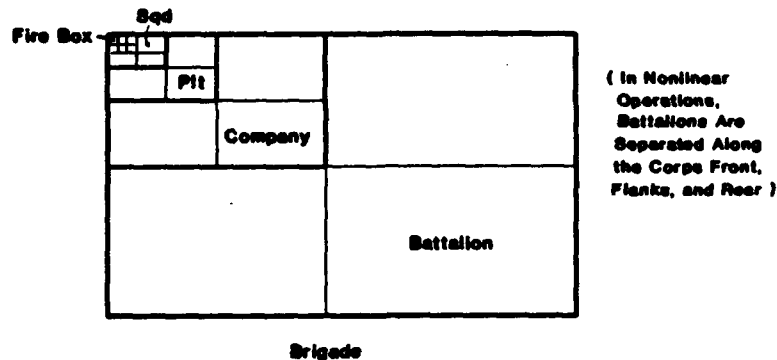 Sqd
Fire Box
Plt
Company
Battalion
Brigade
( In Nonlinear
Operations,
Battalions Are
Separated Along
the Corps Front,
Flanks, and Rear )